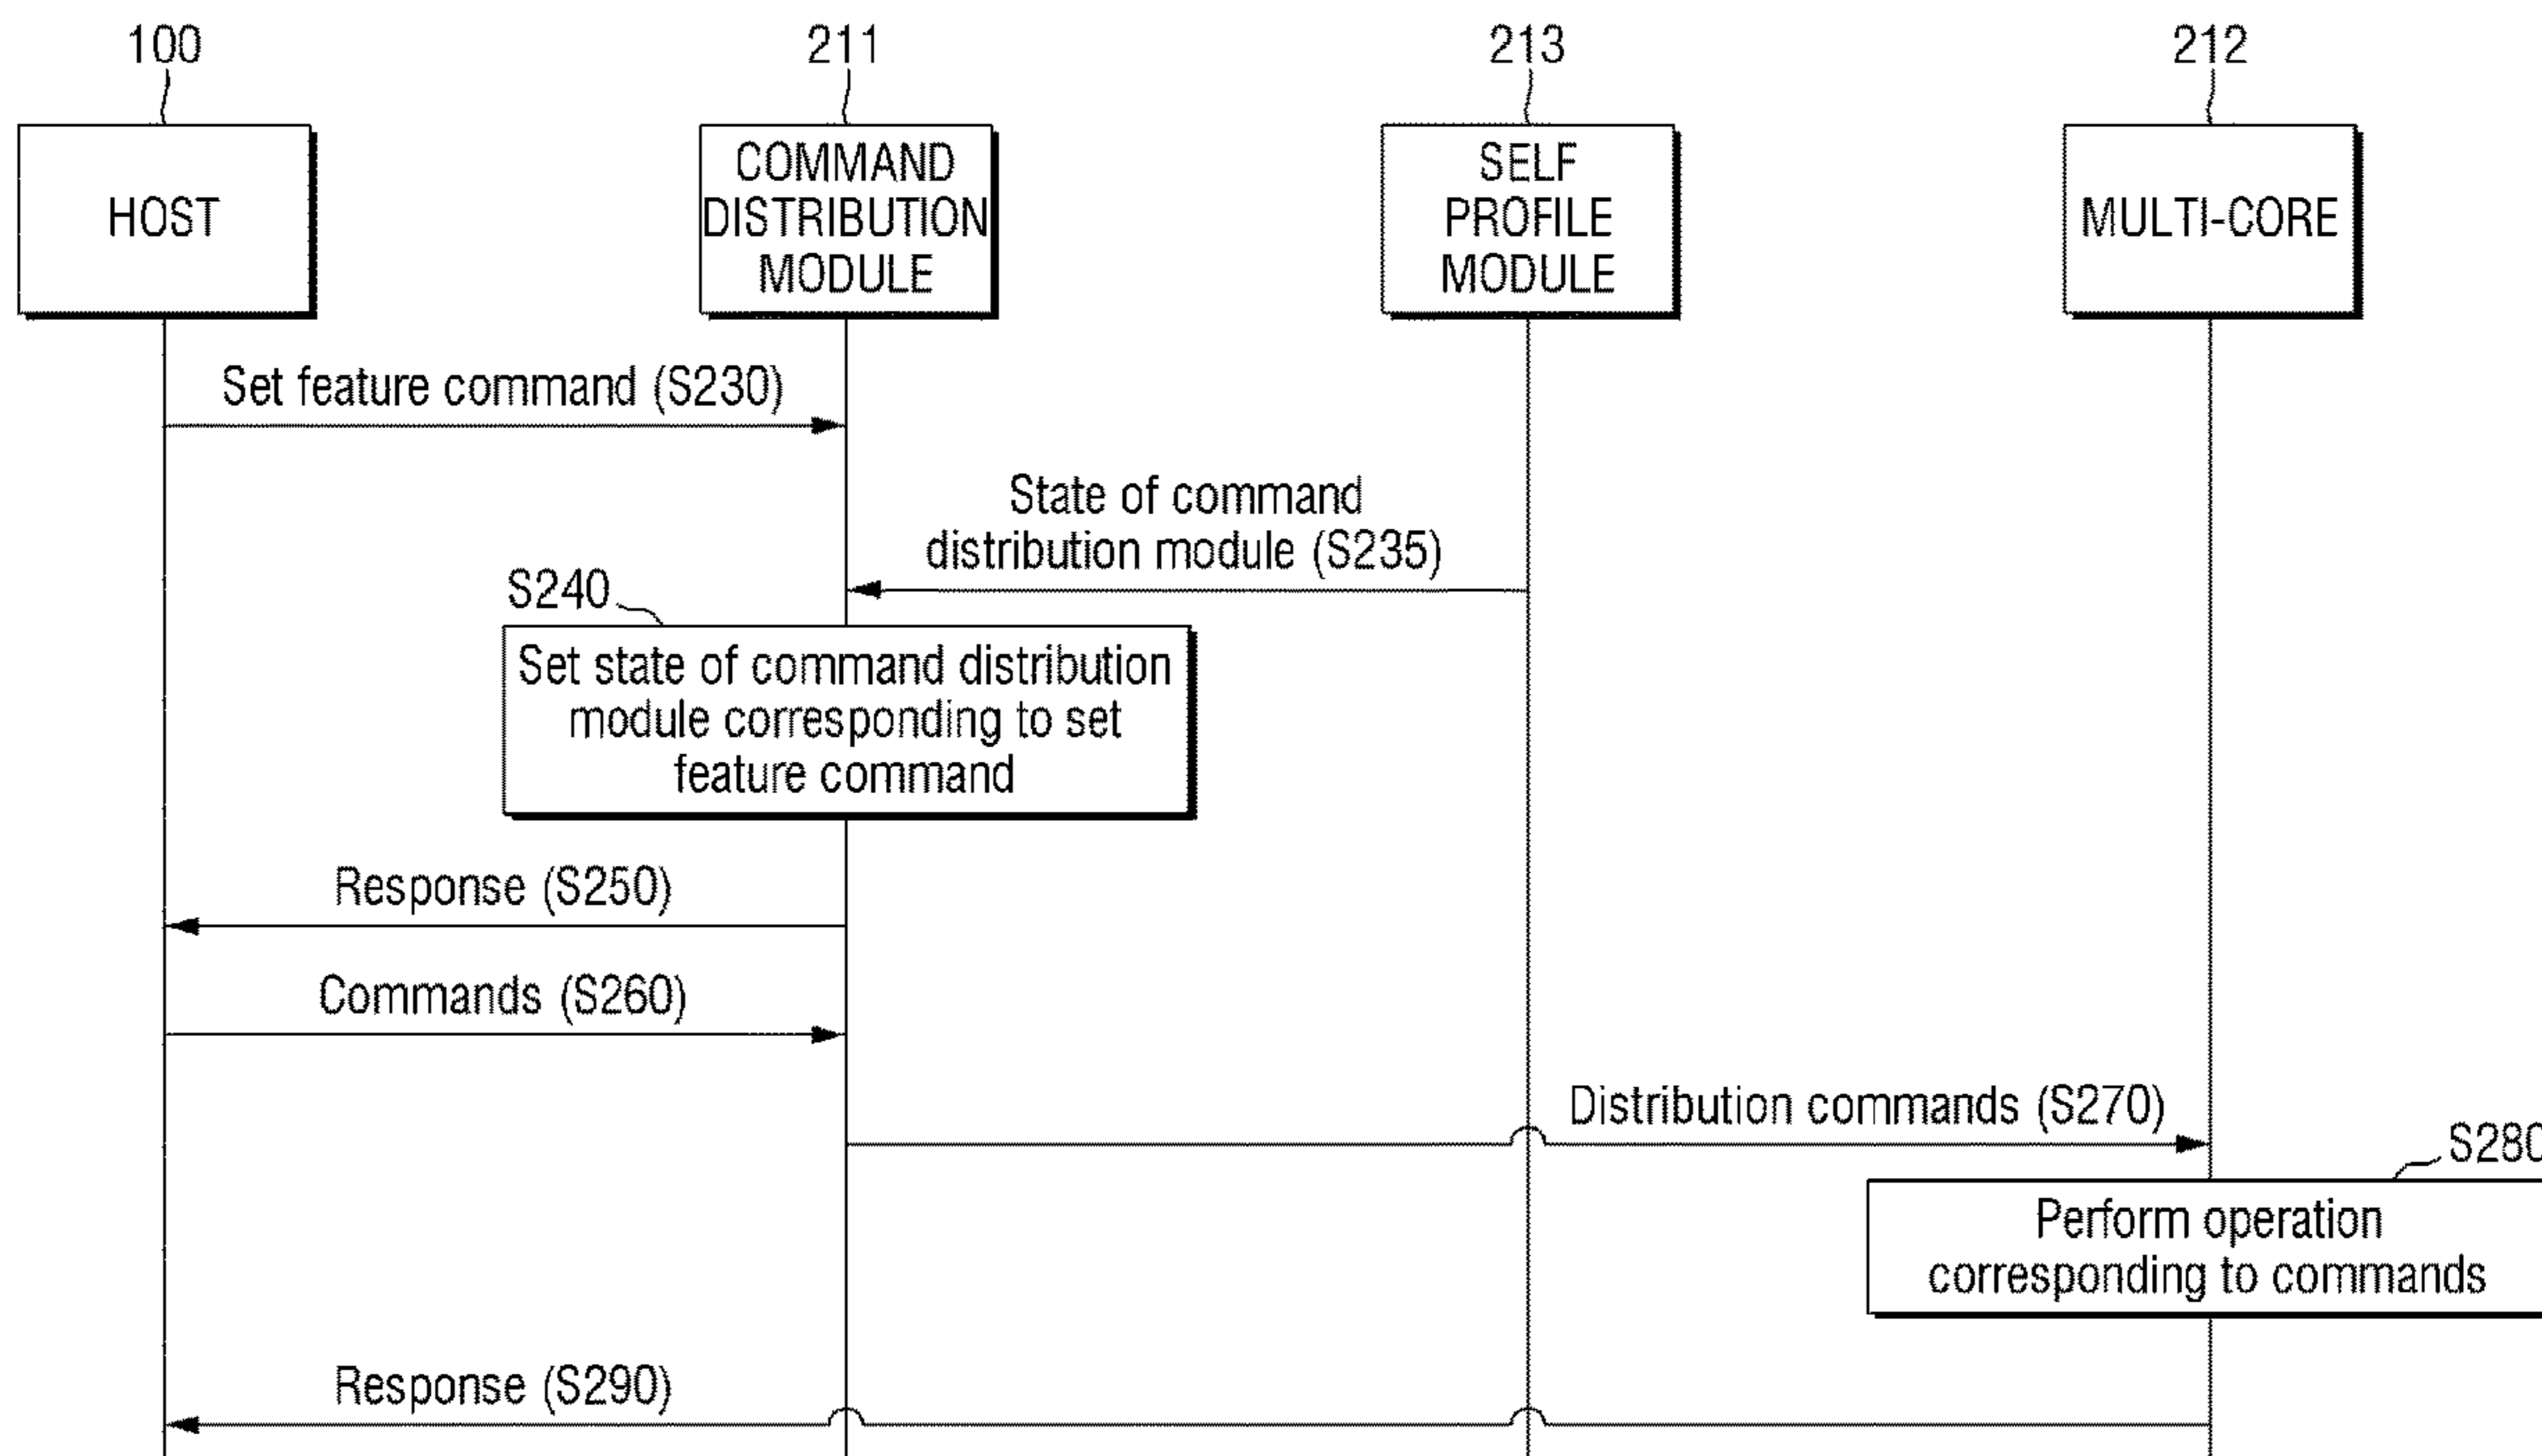 100
211
213
212
HOST
COMMAND
DISTRIBUTION
MODULE
SELF
PROFILE
MODULE
MULTI-CORE
Set feature command (S230)
State of command
distribution module (S235)
S240
Set state of command distribution
module corresponding to set
feature command
Response (S250)
Commands (S260)
Distribution commands (S270)
S280
Perform operation
corresponding to commands
Response (S290)